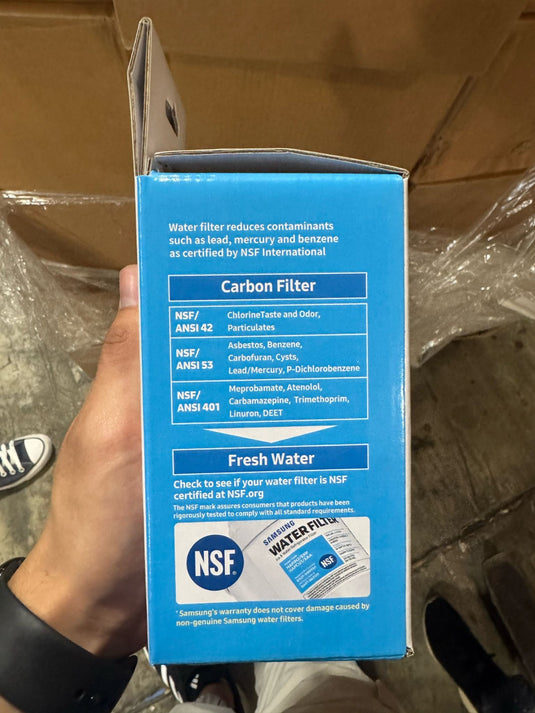 Water filter reduces contaminants
such as lead, mercury and benzene
as certified by NSF International
Carbon Filter
NSF/
ANSI 42
ChlorineTaste and Odor,
Particulates
NSF/
ANSI 53
Asbestos, Benzene,
Carbofuran, Cysts,
Lead/Mercury, P-Dichlorobenzene
NSF/
ANSI 401
Meprobamate, Atenolol,
Carbamazepine, Trimethoprim,
Linuron, DEET
Fresh Water
Check to see if your water filter is NSF
certified at NSF.org
The NSF mark assures consumers that products have been
rigorously tested to comply with all standard requirements.
NSF.
SAMSUNG
WATER FILTER
NSF
*Samsung's warranty does not cover damage caused by
non-genuine Samsung water filters.